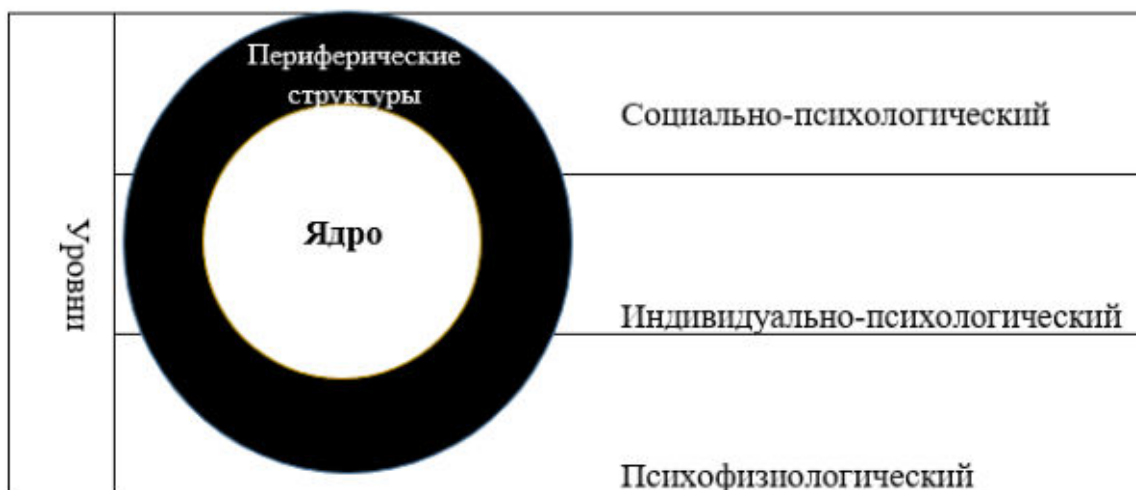 Периферические
структуры
Социально-психологический
Ядро
Уровни
Индивидуально-психологический
Психофизиологический